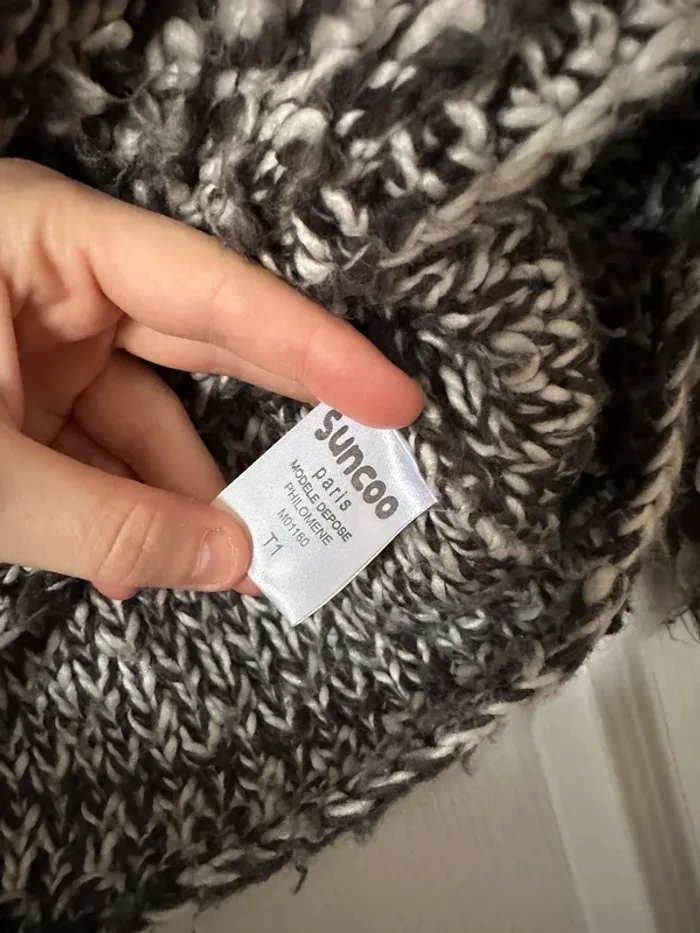 suncoo
paris
MODELE DEPOSE
PHILOMENE
M01160
T1